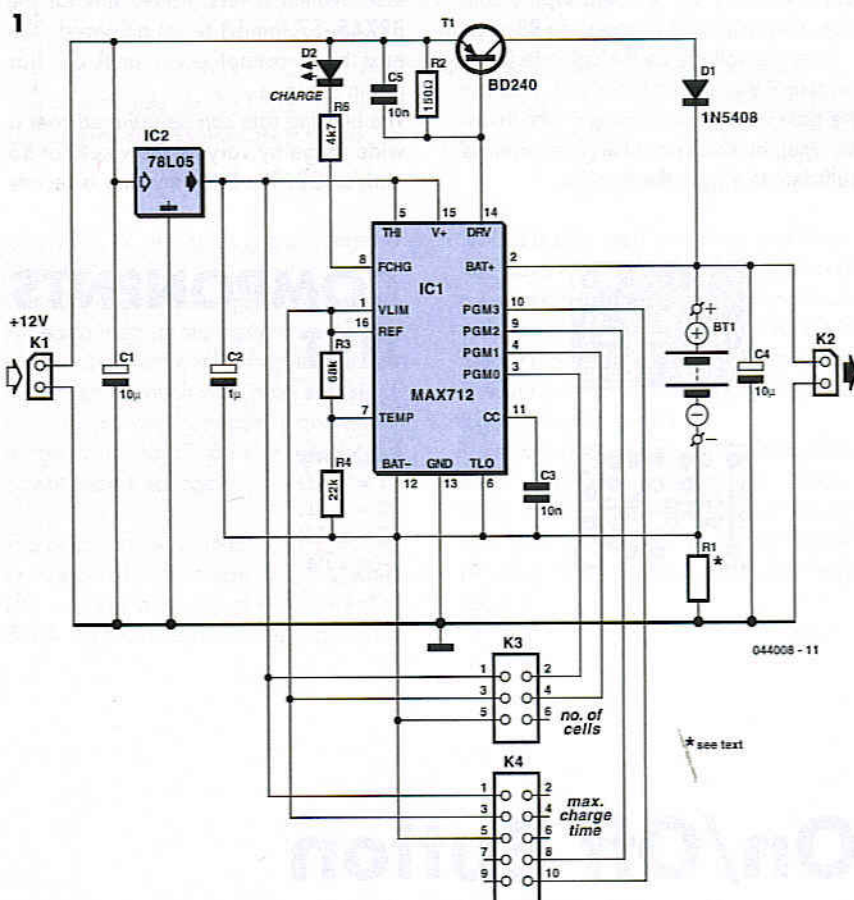 1
T1
BD240
D2
CHARGE
R6
4k7
C5
10n
R2
150Ω
D1
1N5408
IC2
78L05
5
15
14
THI
V+
DRV
8
FCHG
BAT+
2
IC1
1
VLIM
PGM3
10
16
REF
PGM2
9
PGM1
4
PGM0
3
MAX712
7
TEMP
CC
11
BAT–
GND
TLO
12
13
6
+12V
K1
C1
10µ
C2
1µ
R3
68k
R4
22k
C3
10n
+
BT1
–
C4
10µ
K2
R1
*
044008 - 11
K3
1
2
3
4
5
6
no. of
cells
* see text
K4
1
2
3
4
5
6
7
8
9
10
max.
charge
time